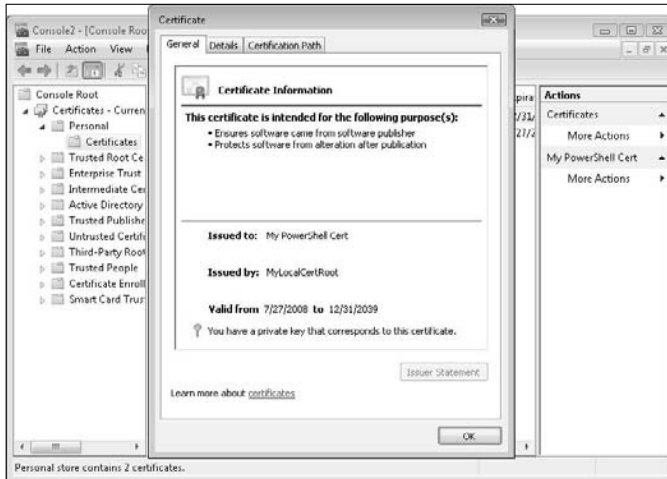 Console2 - [Console Roo
File Action View
Console Root
Certificates - Curren
Personal
Certificates
Trusted Root Ce
Enterprise Trust
Intermediate Cer
Active Directory
Trusted Publishe
Untrusted Certifi
Third-Party Root
Trusted People
Certificate Enroll
Smart Card Trus
Personal store contains 2 certificates.
Certificate
General Details Certification Path
Certificate Information
This certificate is intended for the following purpose(s):
• Ensures software came from software publisher
• Protects software from alteration after publication
Issued to: My PowerShell Cert
Issued by: MyLocalCertRoot
Valid from 7/27/2008 to 12/31/2039
You have a private key that corresponds to this certificate.
Issuer Statement
Learn more about certificates
OK
pira
/31/
27/2
Actions
Certificates
More Actions
My PowerShell Cert
More Actions